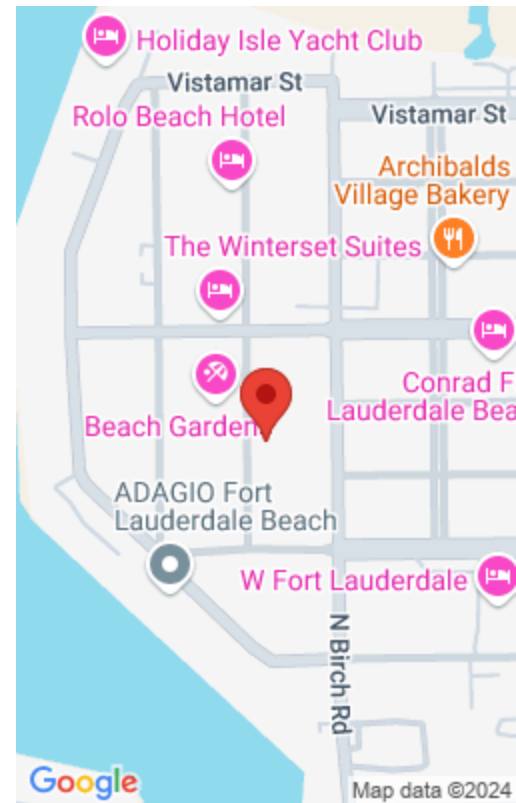 Holiday Isle Yacht Club
Vistamar St
Rolo Beach Hotel
Vistamar St
Archibalds
Village Bakery
The Winterset Suites
Conrad F
Lauderdale Bea
Beach Garden
ADAGIO Fort
Lauderdale Beach
W Fort Lauderdale
N Birch Rd
Google
Map data ©2024